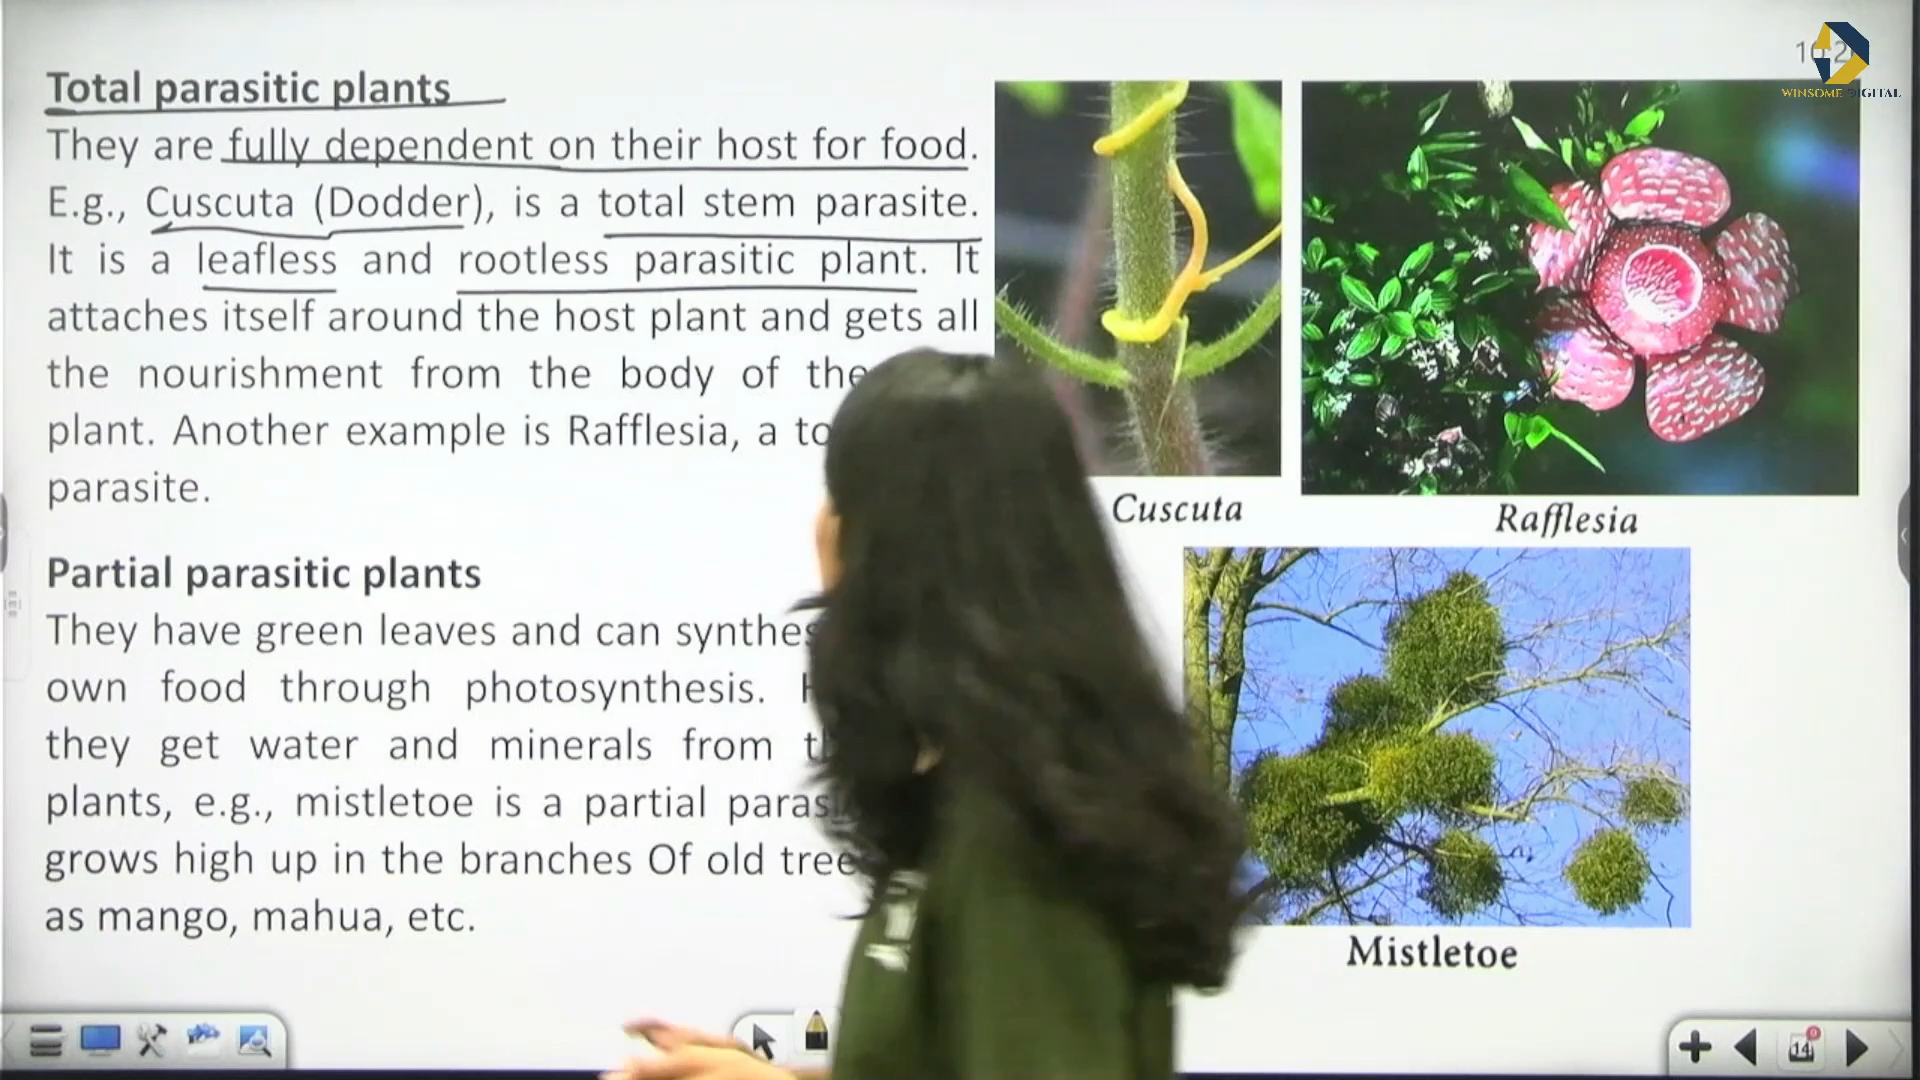 Total parasitic plants
They are fully dependent on their host for food.
E.g., Cuscuta (Dodder), is a total stem parasite.
It is a leafless and rootless parasitic plant. It
attaches itself around the host plant and gets all
the nourishment from the body of the
plant. Another example is Rafflesia, a
parasite.
Partial parasitic plants
They have green leaves and can
own food through photosynthesis.
they get water and minerals from
plants, e.g., mistletoe is a partial
grows high up in the branches Of old
as mango, mahua, etc.
Cuscuta
Rafflesia
Mistletoe
WINSOME DIGITAL
14